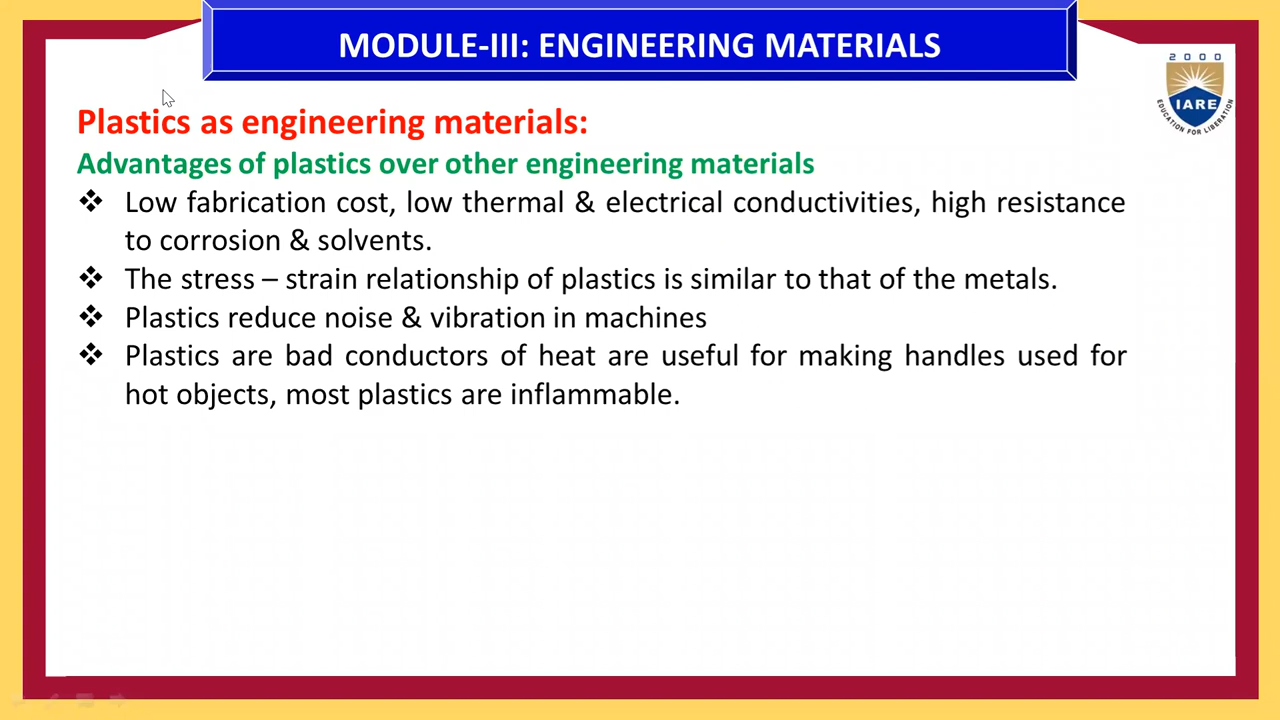 MODULE-III: ENGINEERING MATERIALS
2000
IARE
EDUCATION FOR LIBERATION
Plastics as engineering materials:
Advantages of plastics over other engineering materials
❖ Low fabrication cost, low thermal & electrical conductivities, high resistance
to corrosion & solvents.
❖ The stress – strain relationship of plastics is similar to that of the metals.
❖ Plastics reduce noise & vibration in machines
❖ Plastics are bad conductors of heat are useful for making handles used for
hot objects, most plastics are inflammable.